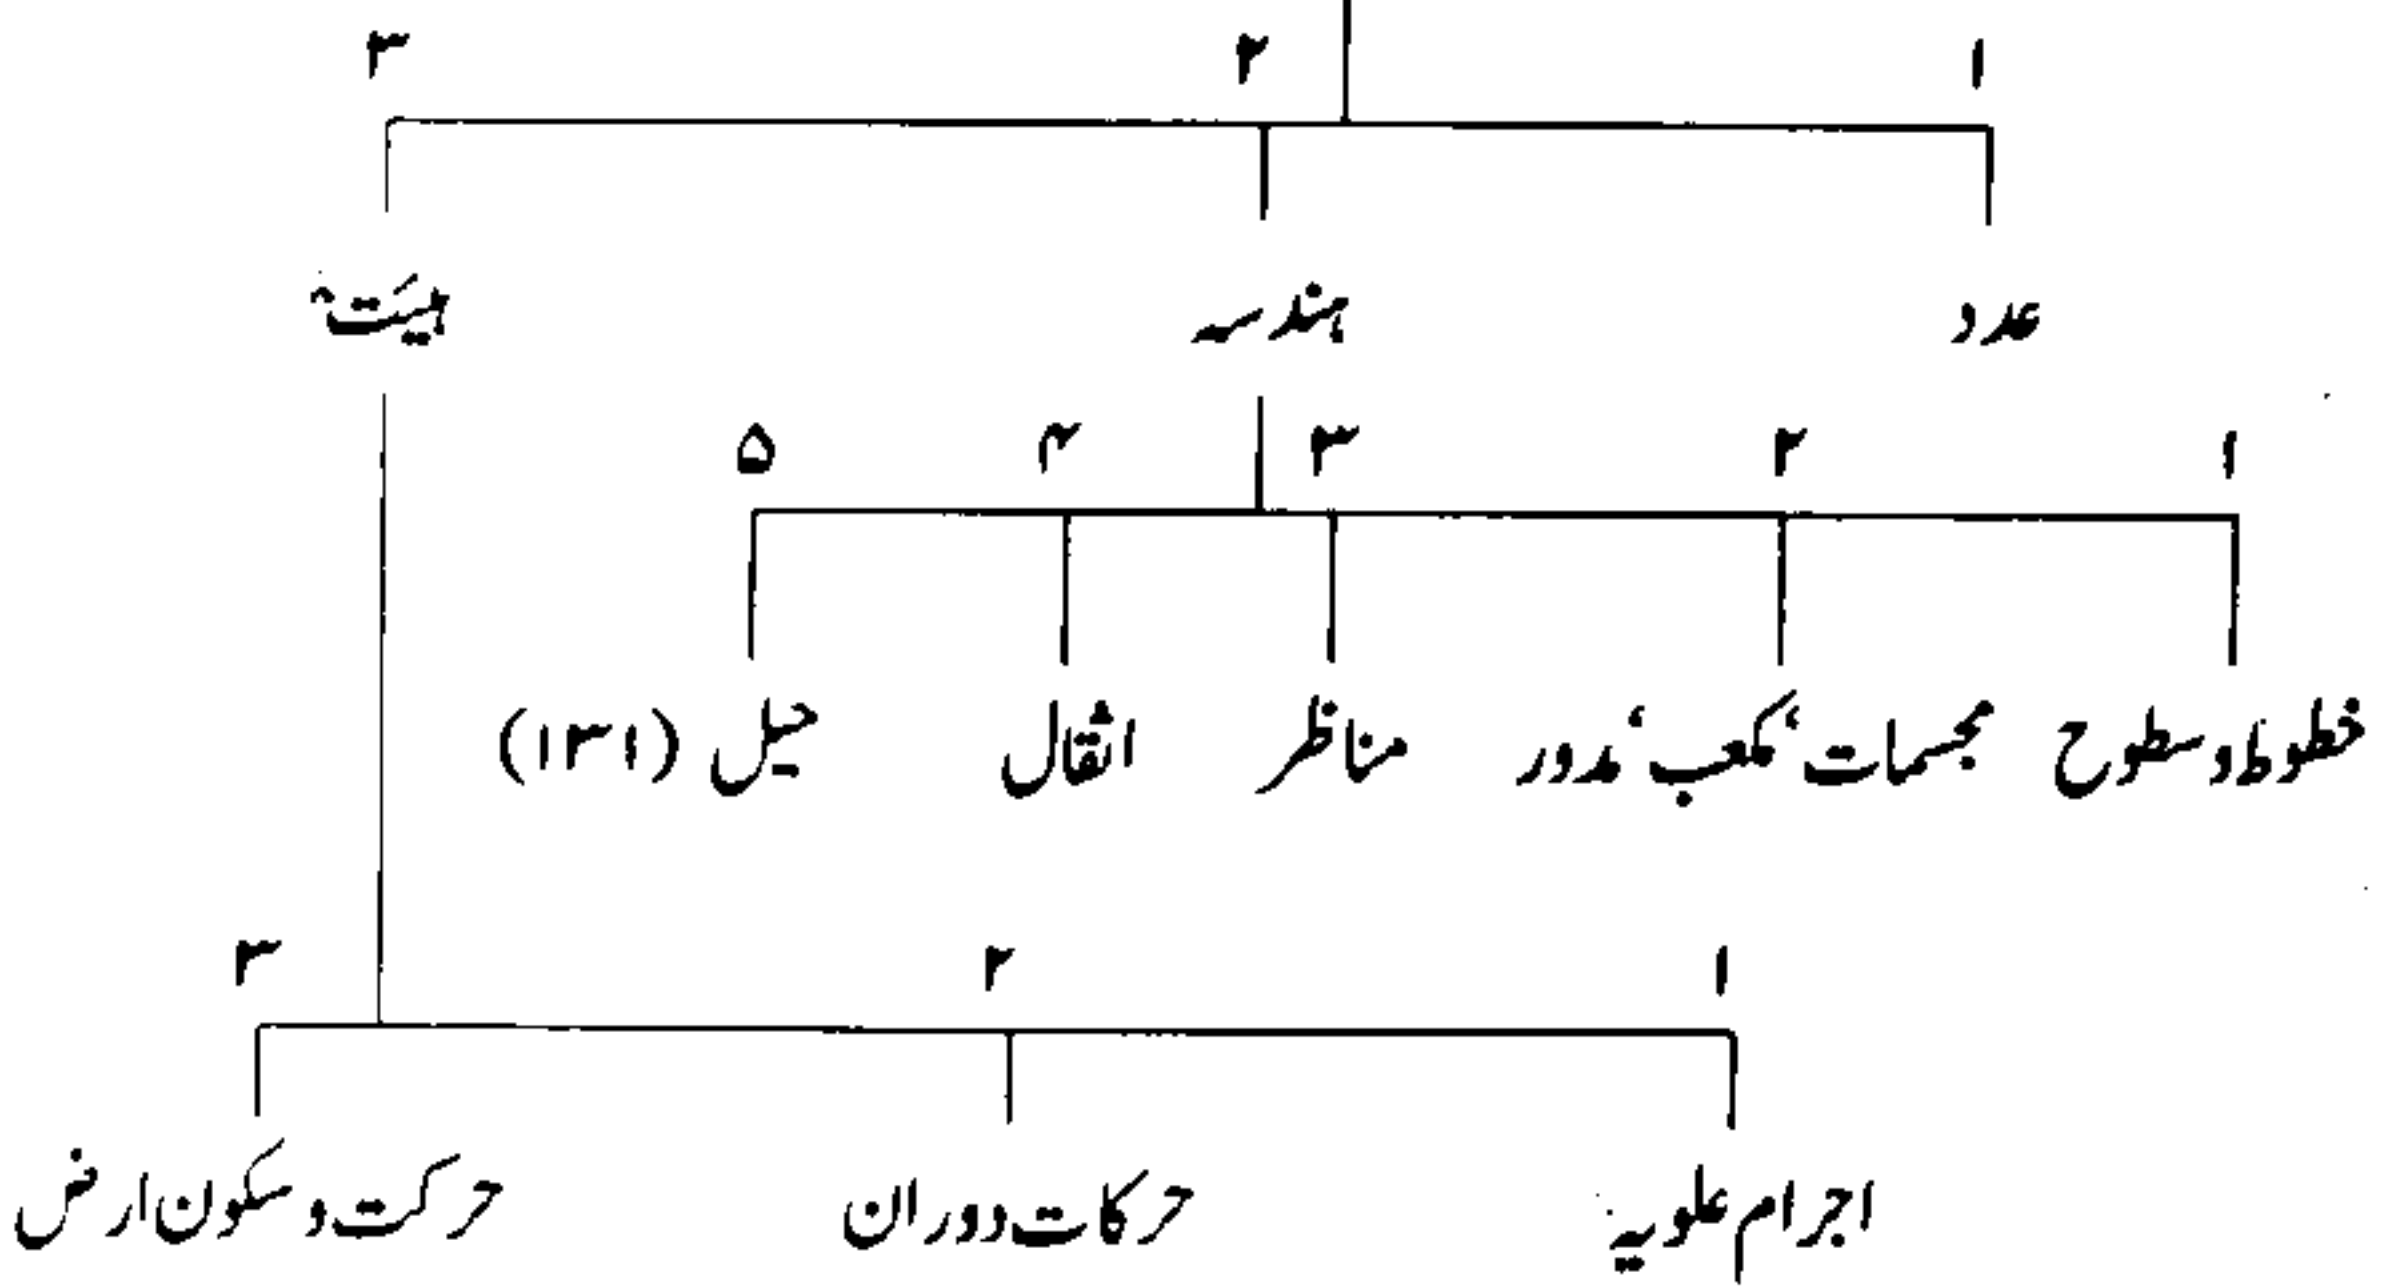 ۱ ۲ ۳
عدد ہندسہ ہیئت
۱ ۲ ۳ ۴ ۵
خطوط و سطوح مجسمات‘ مکعب‘ مدور مناظر اثقال حیل (۱۳۱)
۱ ۲ ۳
اجرام علویہ حرکات دوران حرکت و سکون ارض